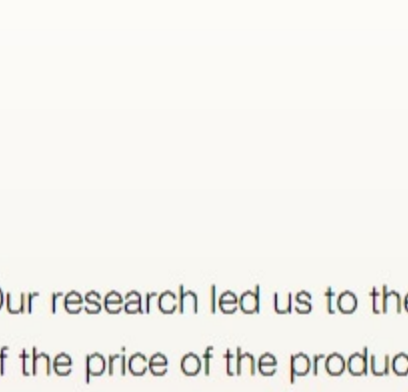 Our research led us to the
f the price of the produc